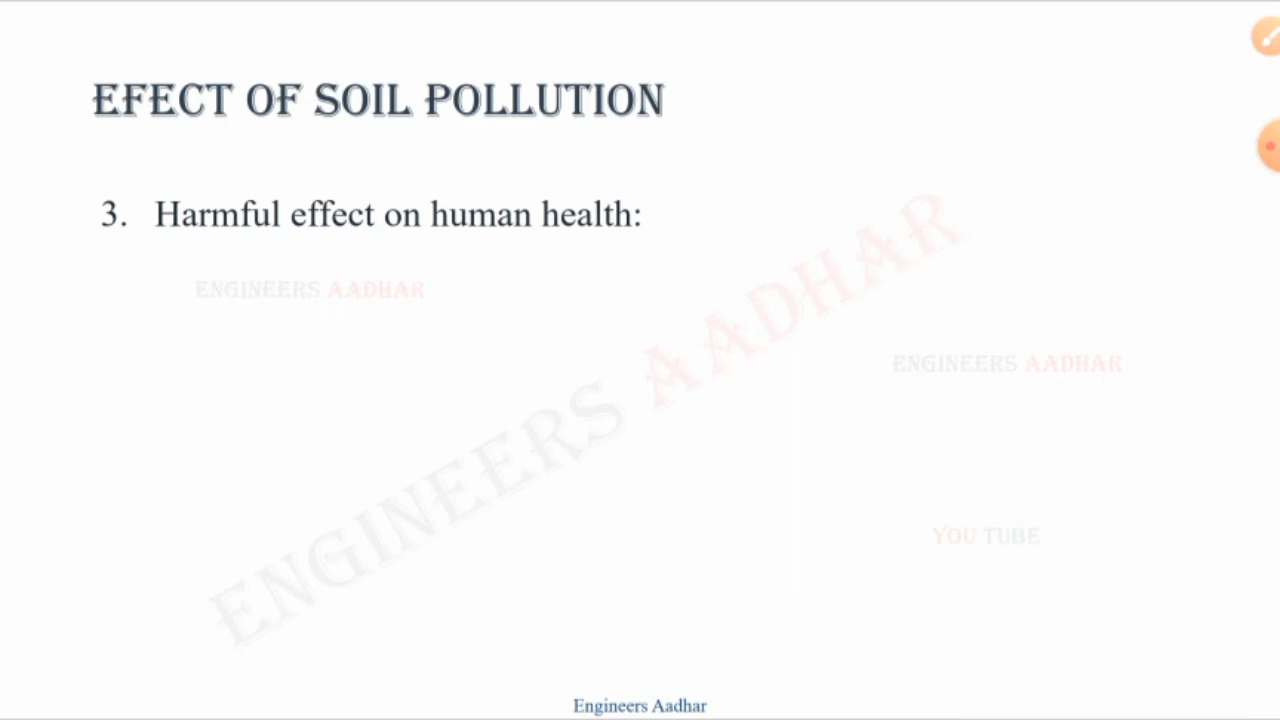 EFECT OF SOIL POLLUTION
3. Harmful effect on human health:
ENGINEERS AADHAR
ENGINEERS AADHAR
ENGINEERS AADHAR
YOU TUBE
Engineers Aadhar